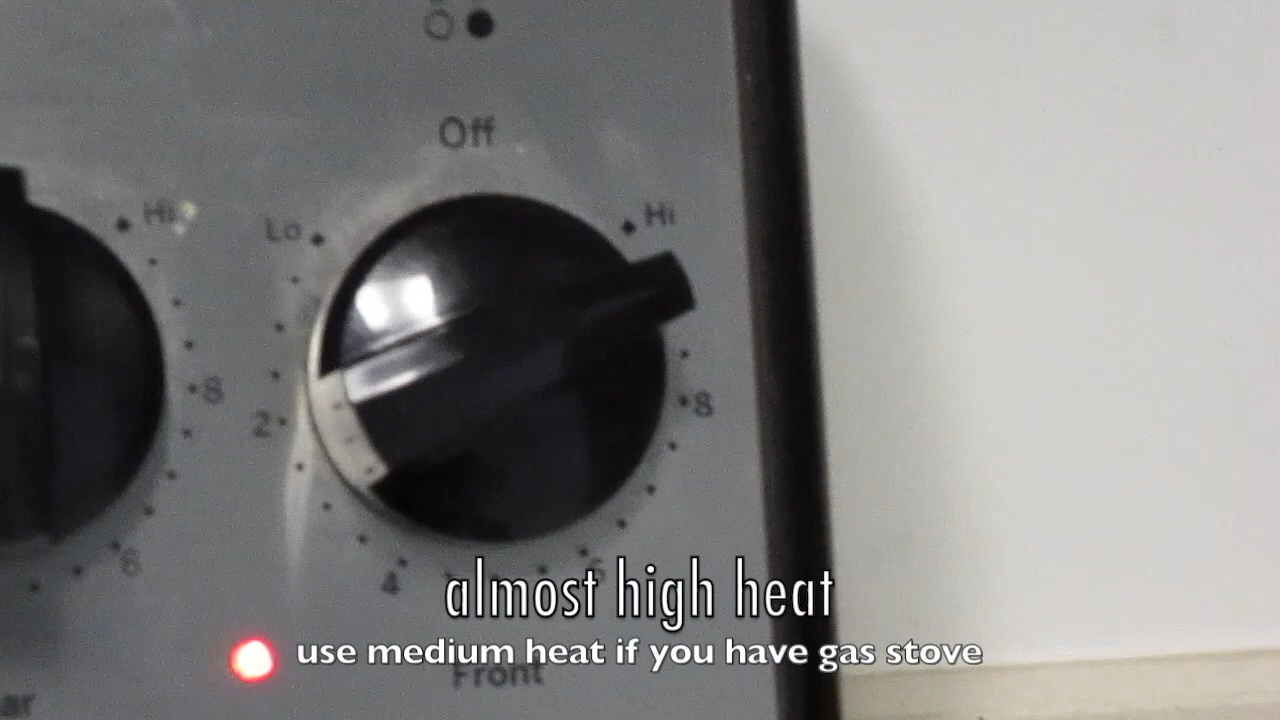 Off
Hi
Lo
Hi
8
8
2
6
6
4
almost high heat
use medium heat if you have gas stove
Front